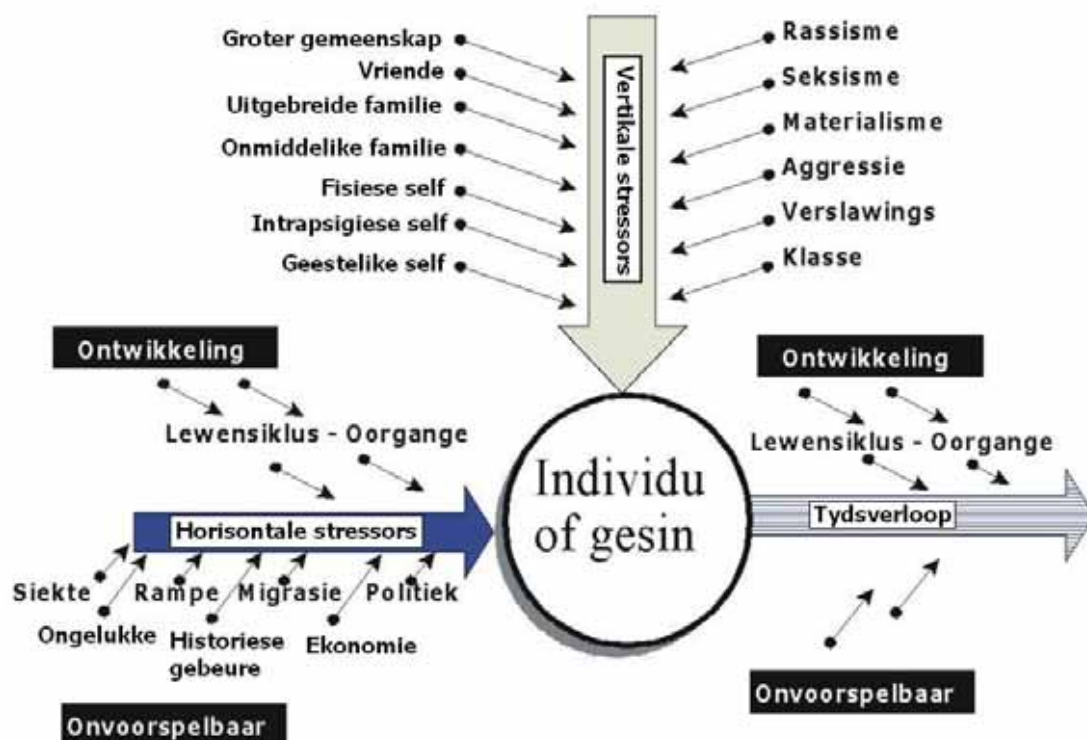 Groter gemeenskap
Vriende
Uitgebreide familie
Onmiddelike familie
Fisiese self
Intrapsigiese self
Geestelike self
Vertikale stressors
Rassisme
Seksisme
Materialisme
Aggressie
Verslawings
Klasse
Ontwikkeling
Lewensiklus - Oorgange
Horisontale stressors
Siekte
Rampe
Migrasie
Politiek
Ongelukke
Historiese
gebeure
Ekonomie
Onvoorspelbaar
Individu
of gesin
Ontwikkeling
Lewensiklus - Oorgange
Tydsverloop
Onvoorspelbaar